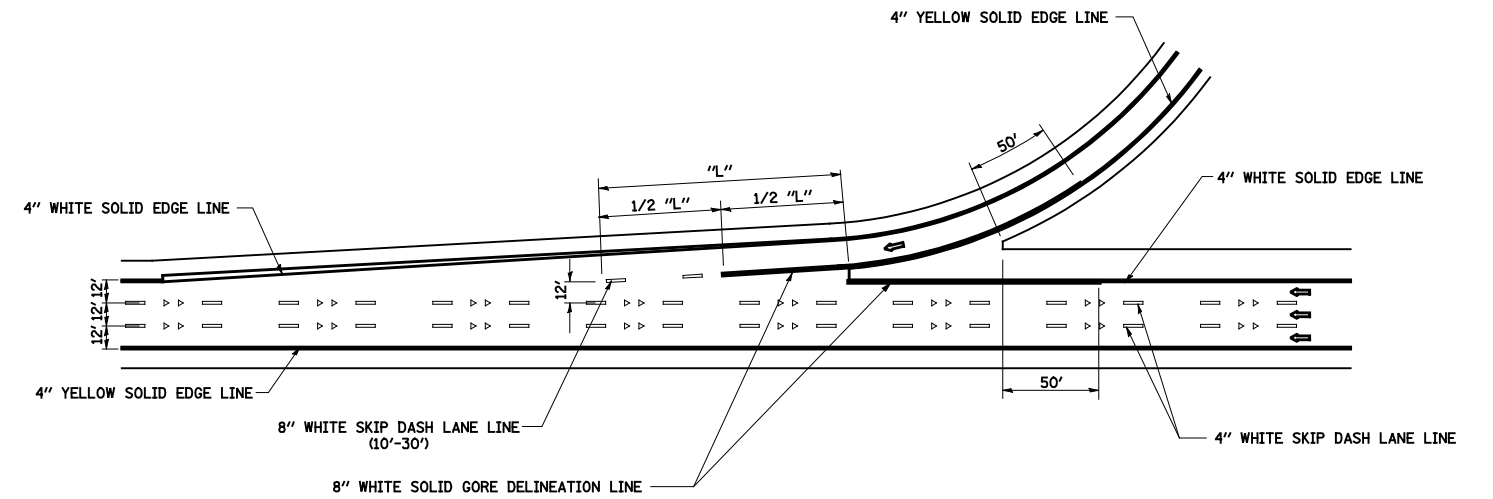 4" YELLOW SOLID EDGE LINE
50'
"L"
4" WHITE SOLID EDGE LINE
1/2 "L"
1/2 "L"
4" WHITE SOLID EDGE LINE
12'
12'
12'
12'
50'
4" YELLOW SOLID EDGE LINE
8" WHITE SKIP DASH LANE LINE
(10'-30')
4" WHITE SKIP DASH LANE LINE
8" WHITE SOLID GORE DELINEATION LINE